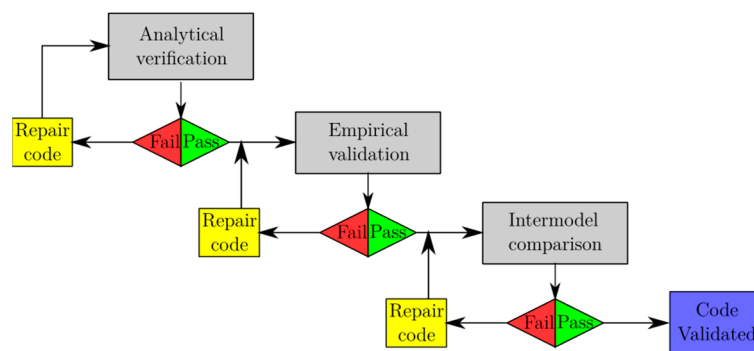 Analytical
verification
Repair
code
Fail Pass
Empirical
validation
Repair
code
Fail Pass
Intermodel
comparison
Repair
code
Fail Pass
Code
Validated